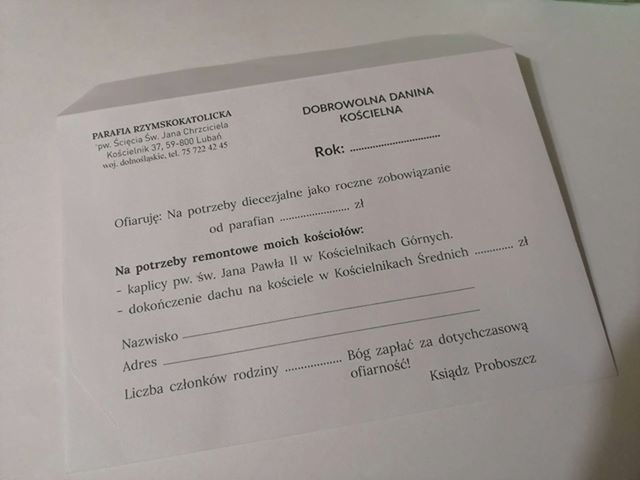 PARAFIA RZYMSKOKATOLICKA
pw. Ścięcia Św. Jana Chrzciciela
Kościelnik 37, 59-800 Lubań
woj. dolnośląskie, tel. 75 722 42 45
DOBROWOLNA DANINA
KOŚCIELNA
Rok: ............................
Ofiaruję: Na potrzeby diecezjalne jako roczne zobowiązanie
od parafian ...................... zł
Na potrzeby remontowe moich kościołów:
- kaplicy pw. św. Jana Pawła II w Kościelnikach Górnych.
- dokończenie dachu na kościele w Kościelnikach Średnich ............ zł
Nazwisko
Adres
Liczba członków rodziny .................. Bóg zapłać za dotychczasową
ofiarność!
Ksiądz Proboszcz